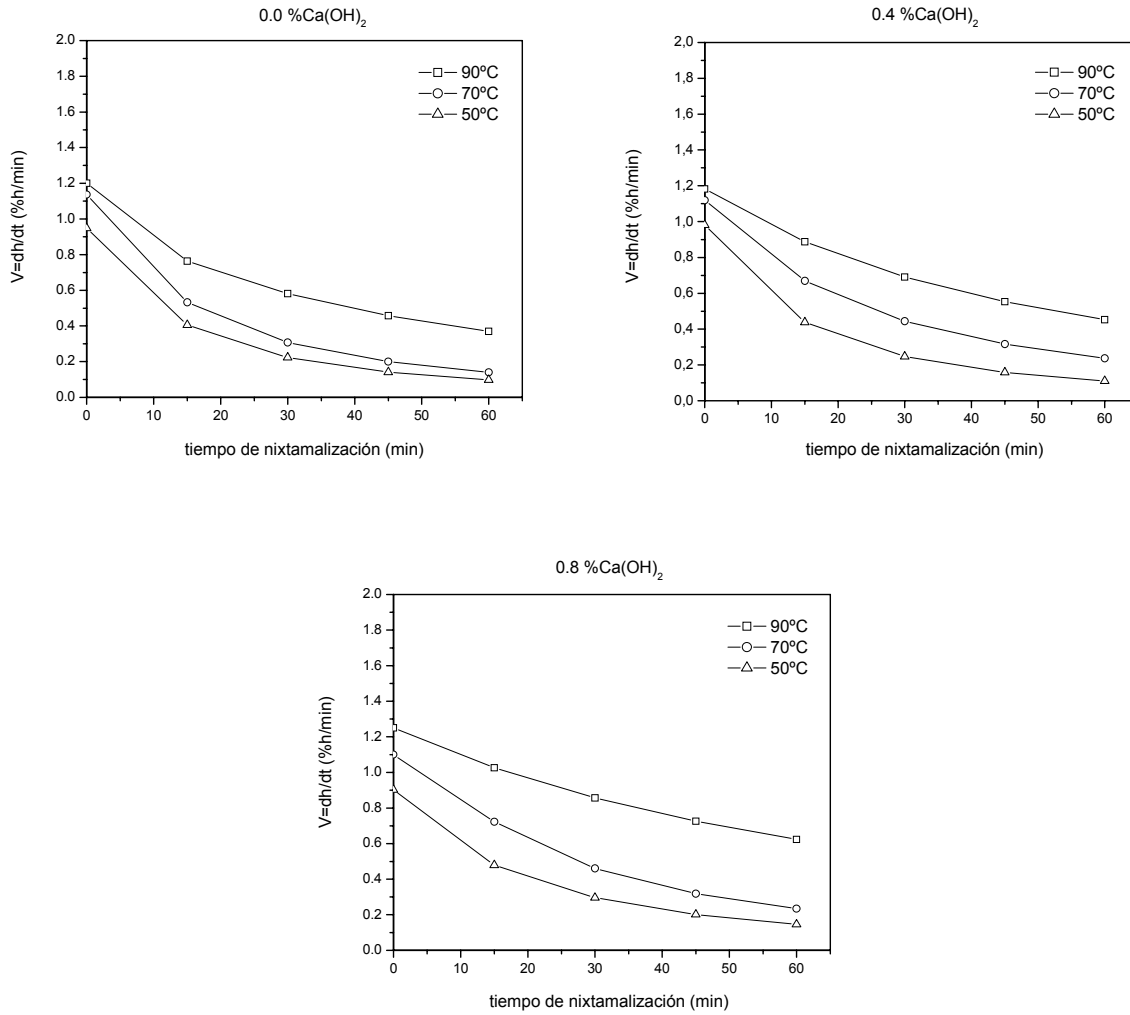 0.0 %Ca(OH)₂
2.0
1.8
1.6
1.4
1.2
1.0
0.8
0.6
0.4
0.2
0.0
V=dh/dt (%h/min)
90ºC
70ºC
50ºC
0 10 20 30 40 50 60
tiempo de nixtamalización (min)
0.4 %Ca(OH)₂
2,0
1,8
1,6
1,4
1,2
1,0
0,8
0,6
0,4
0,2
0,0
V=dh/dt (%h/min)
90ºC
70ºC
50ºC
0 10 20 30 40 50 60
tiempo de nixtamalización (min)
0.8 %Ca(OH)₂
2.0
1.8
1.6
1.4
1.2
1.0
0.8
0.6
0.4
0.2
0.0
V=dh/dt (%h/min)
90ºC
70ºC
50ºC
0 10 20 30 40 50 60
tiempo de nixtamalización (min)